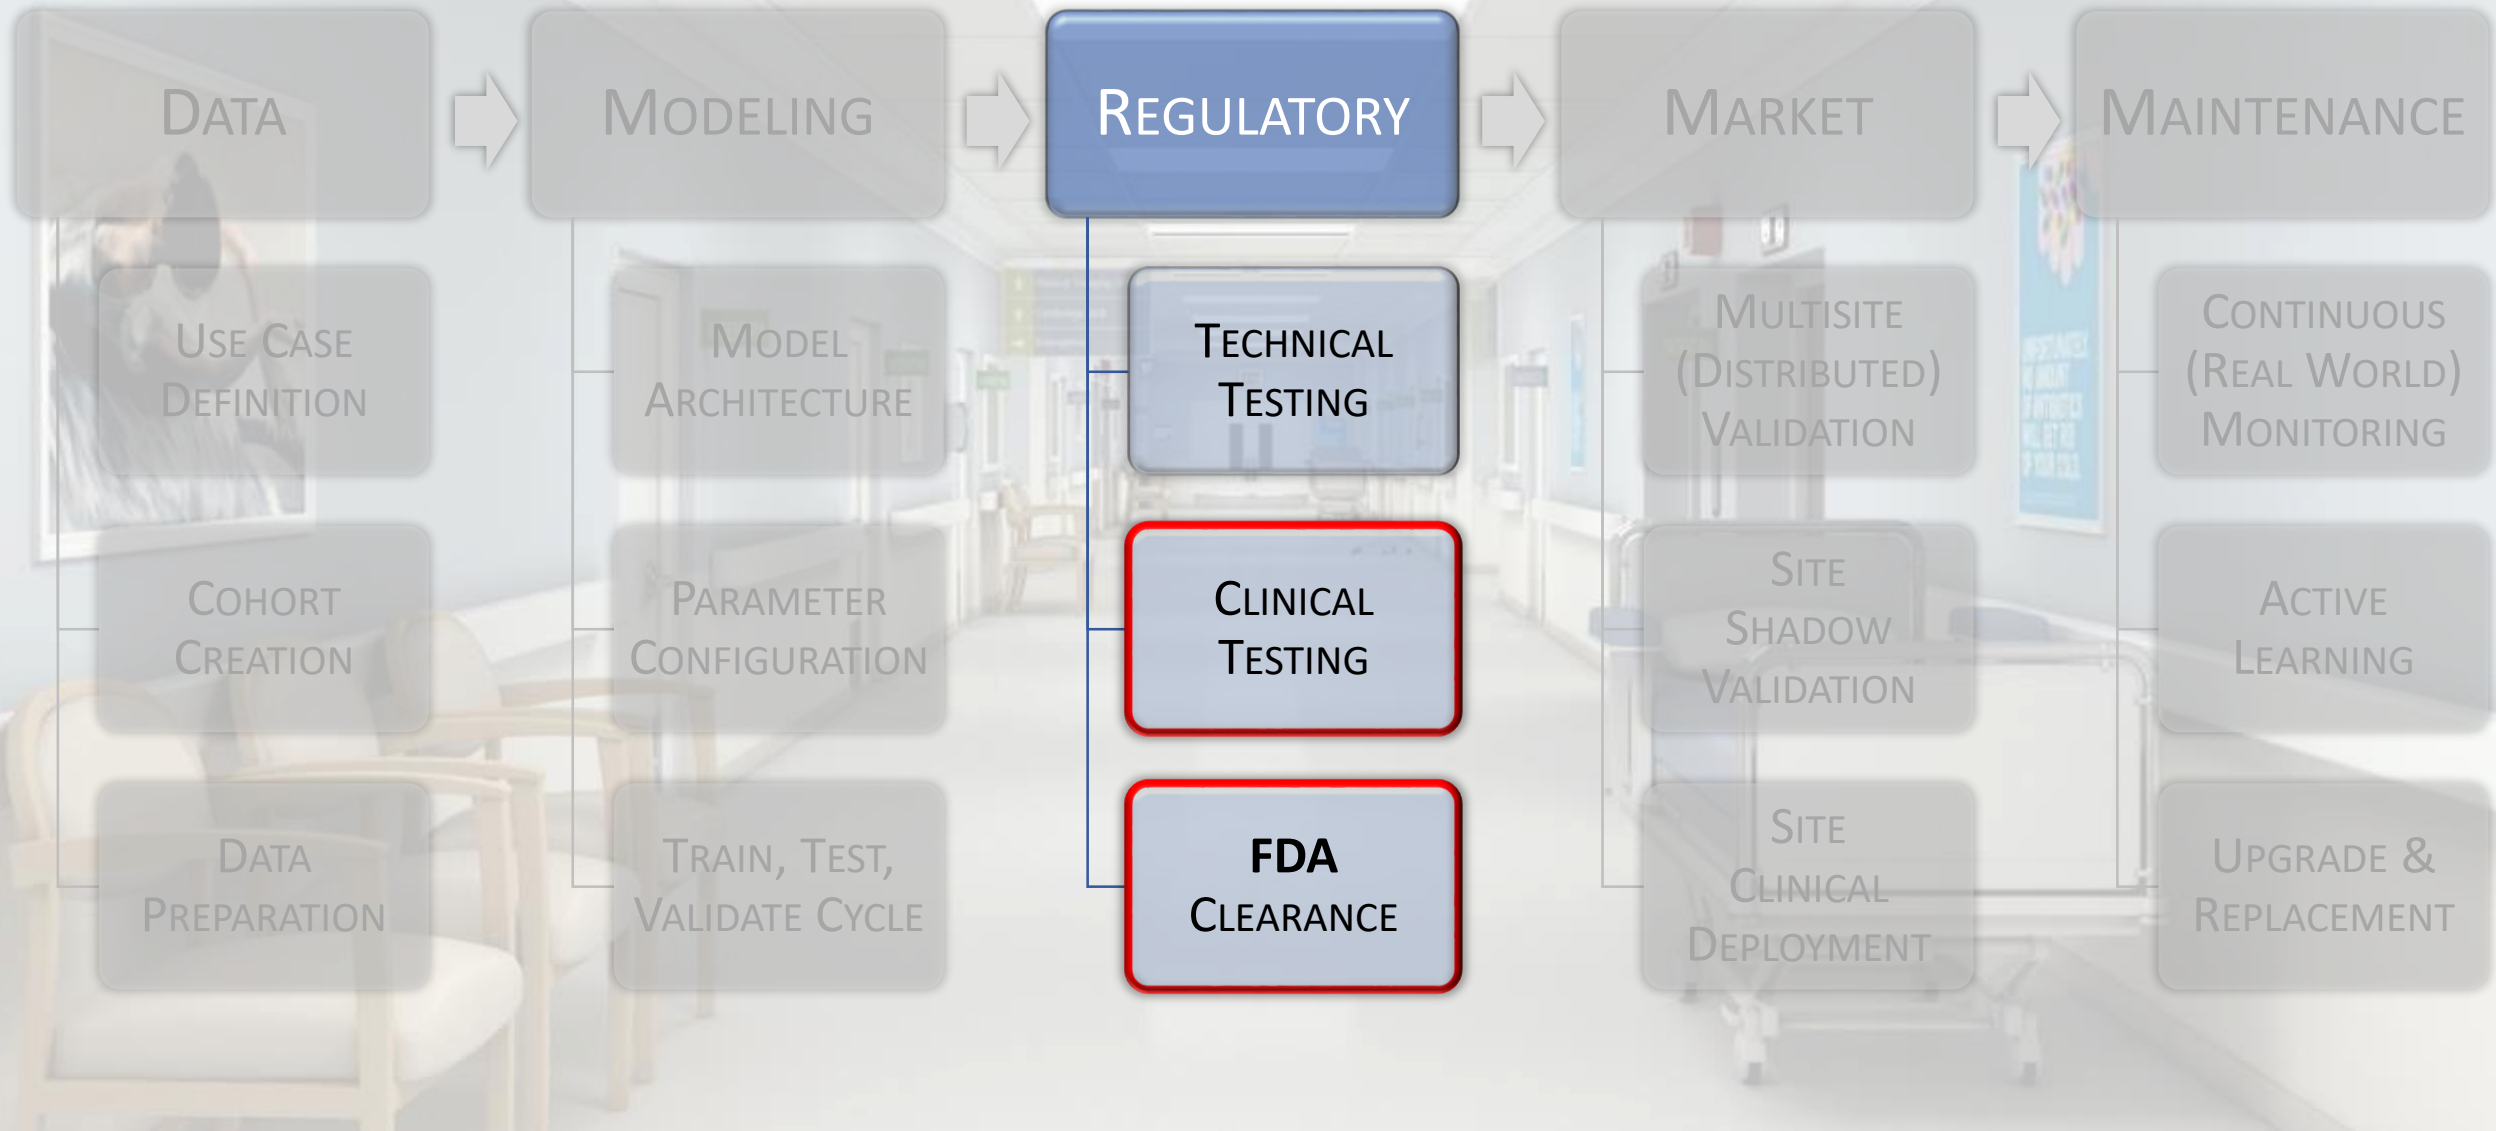 DATA
USE CASE
DEFINITION
COHORT
CREATION
DATA
PREPARATION
MODELING
MODEL
ARCHITECTURE
PARAMETER
CONFIGURATION
TRAIN, TEST,
VALIDATE CYCLE
REGULATORY
TECHNICAL
TESTING
CLINICAL
TESTING
FDA
CLEARANCE
MARKET
MULTISITE
(DISTRIBUTED)
VALIDATION
SITE
SHADOW
VALIDATION
SITE
CLINICAL
DEPLOYMENT
MAINTENANCE
CONTINUOUS
(REAL WORLD)
MONITORING
ACTIVE
LEARNING
UPGRADE &
REPLACEMENT